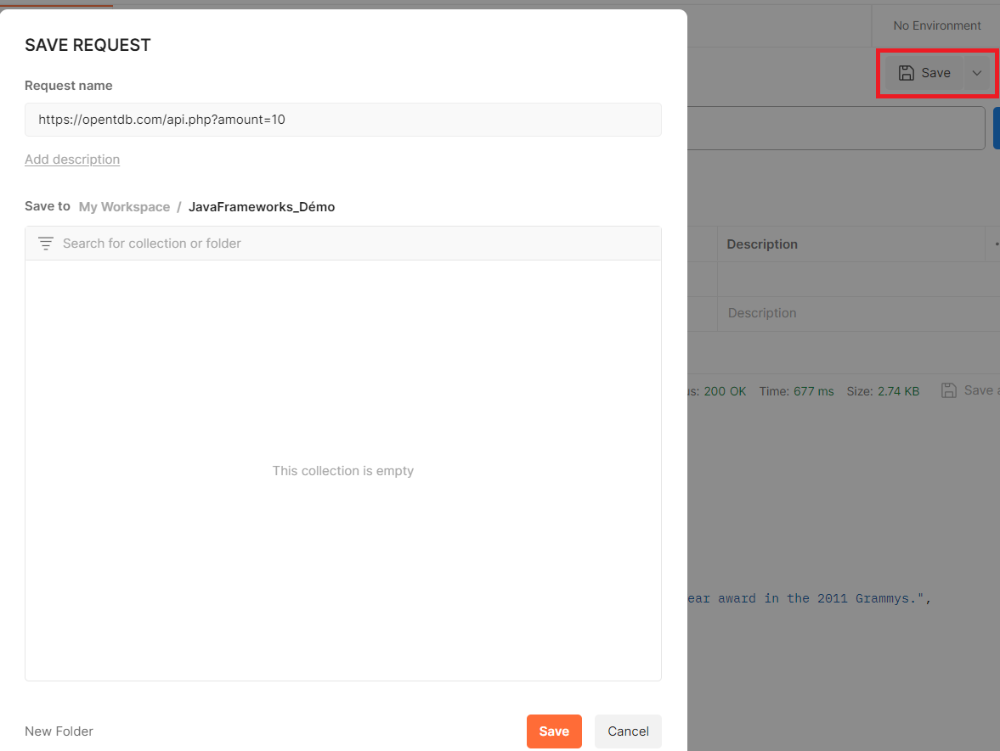 SAVE REQUEST
No Environment
Save
Request name
https://opentdb.com/api.php?amount=10
Add description
Save to My Workspace / JavaFrameworks_Démo
Search for collection or folder
Description
Description
200 OK Time: 677 ms Size: 2.74 KB Save
This collection is empty
award in the 2011 Grammys.",
New Folder
Save
Cancel